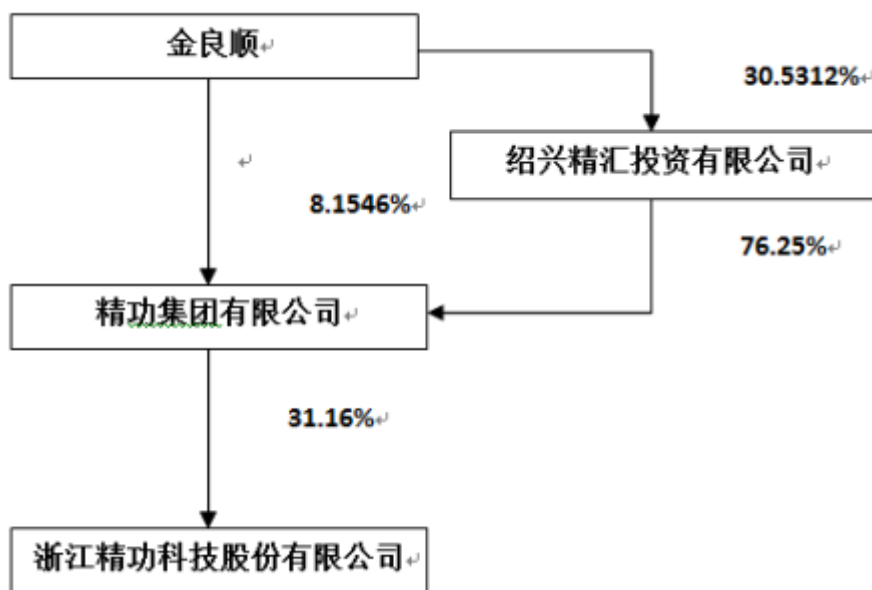 金良顺
30.5312%
绍兴精汇投资有限公司
8.1546%
76.25%
精功集团有限公司
31.16%
浙江精功科技股份有限公司